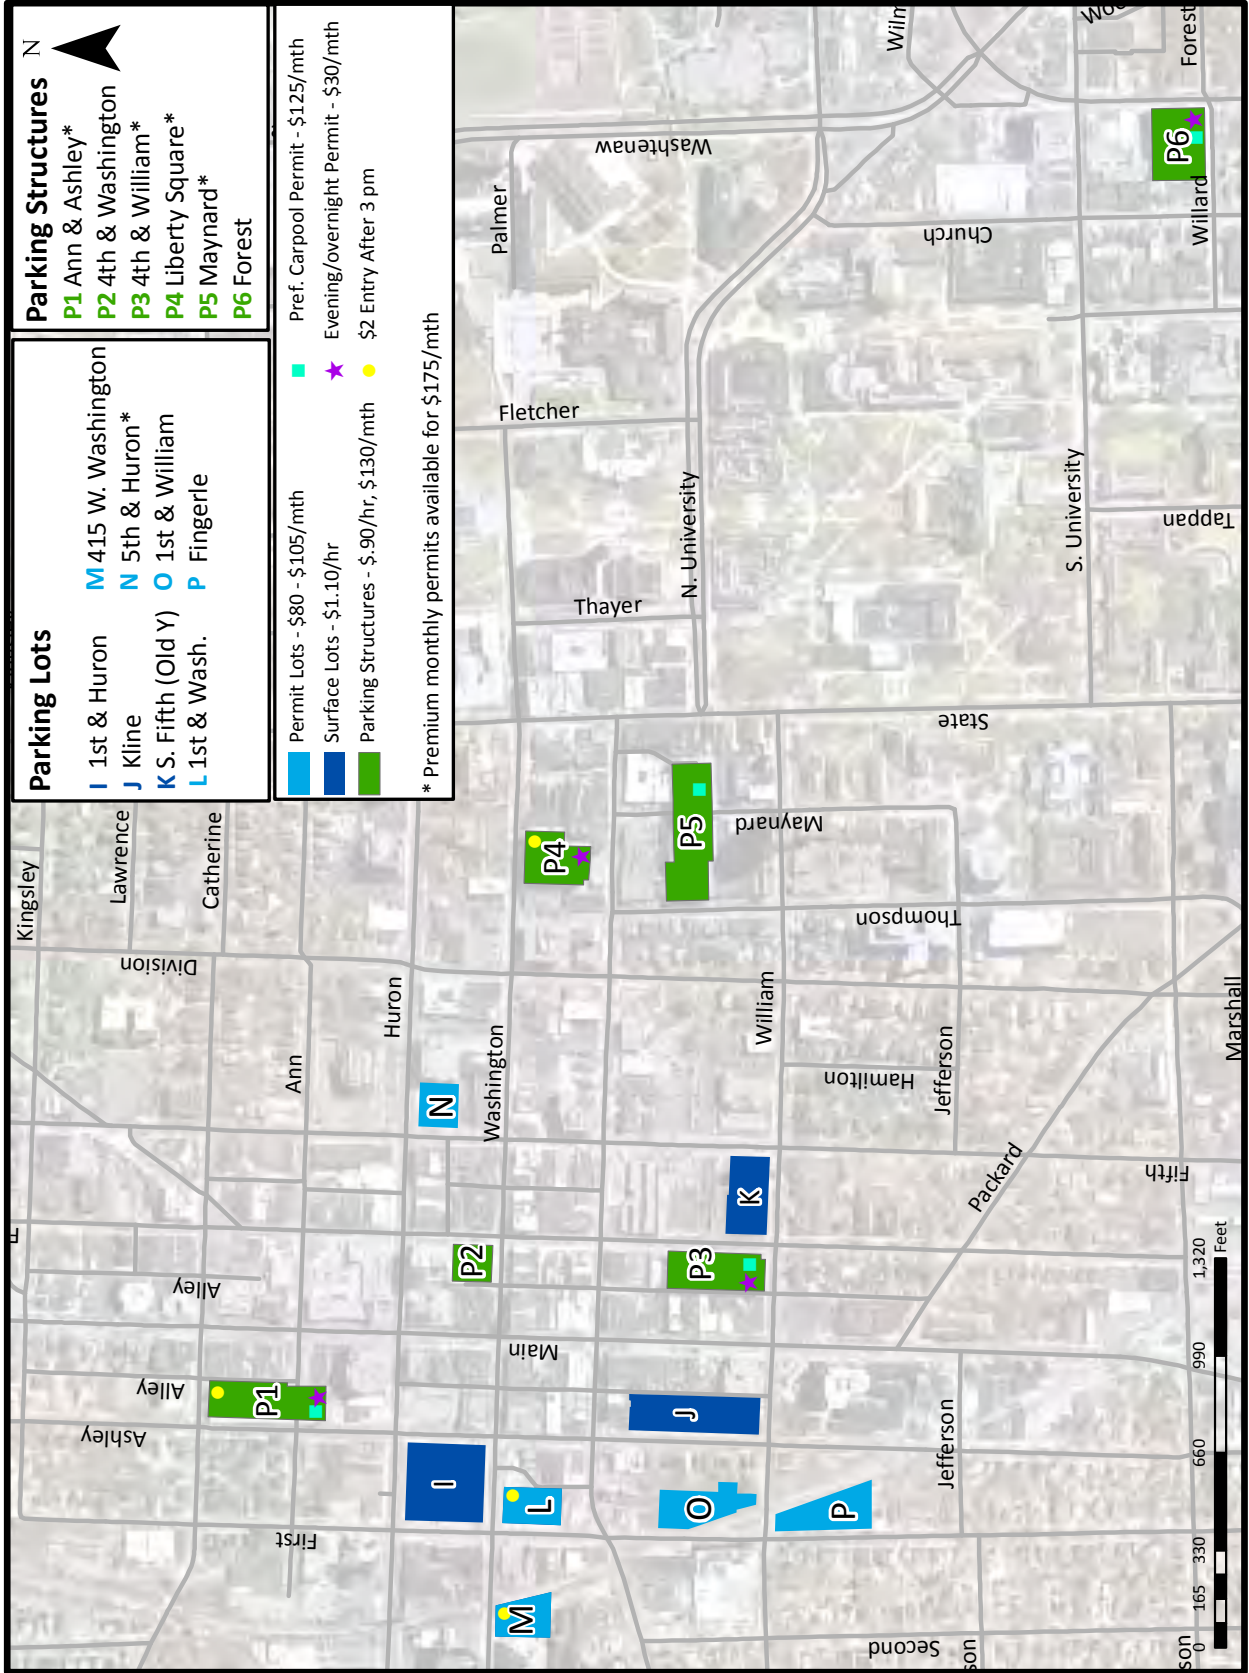 Parking Lots
I 1st & Huron
J Kline
K S. Fifth (Old Y)
L 1st & Wash.
M 415 W. Washington
N 5th & Huron*
O 1st & William
P Fingerle
Parking Structures
P1 Ann & Ashley*
P2 4th & Washington
P3 4th & William*
P4 Liberty Square*
P5 Maynard*
P6 Forest
N
Permit Lots - $80 - $105/mth
Surface Lots - $1.10/hr
Parking Structures - $.90/hr, $130/mth
Pref. Carpool Permit - $125/mth
Evening/overnight Permit - $30/mth
$2 Entry After 3 pm
* Premium monthly permits available for $175/mth
Kingsley
Lawrence
Catherine
Division
Ann
Huron
Washington
William
Hamilton
Jefferson
Thompson
Maynard
State
Thayer
Fletcher
Palmer
Washtenaw
N. University
S. University
Church
Tappan
Willard
Forest
Wilm
Woo
Marshall
Packard
Fifth
Alley
Alley
Ashley
Main
First
Second
Jefferson
son
son
P1
P2
P3
P4
P5
P6
I
J
K
L
M
N
O
P
0 165 330 660 990 1,320
Feet